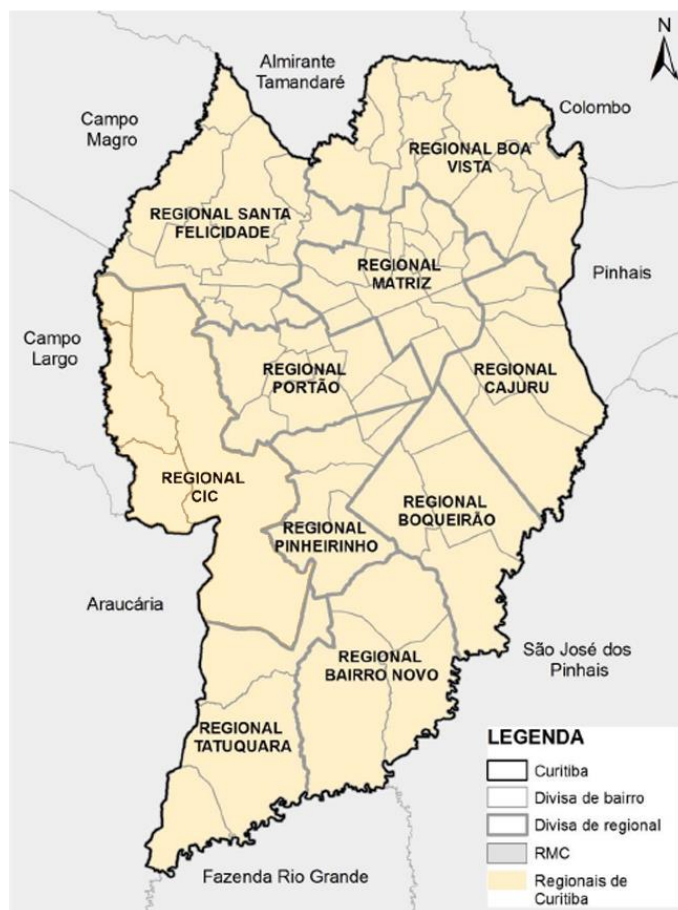 N
Almirante
Tamandaré
Colombo
Campo
Magro
REGIONAL BOA
VISTA
REGIONAL SANTA
FELICIDADE
REGIONAL
MATRIZ
Pinhais
Campo
Largo
REGIONAL
PORTÃO
REGIONAL
CAJURU
REGIONAL
CIC
REGIONAL
BOQUEIRÃO
REGIONAL
PINHEIRINHO
Araucária
São José dos
Pinhais
REGIONAL
BAIRRO NOVO
REGIONAL
TATUQUARA
Fazenda Rio Grande
LEGENDA
Curitiba
Divisa de bairro
Divisa de regional
RMC
Regionais de
Curitiba